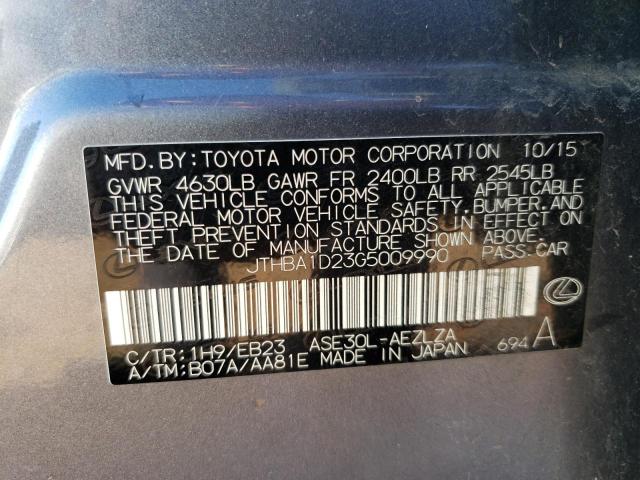 MFD.BY:TOYOTA MOTOR CORPORATION 10/15
GVWR 4630LB GAWR FR 2400LB RR 2545LB
THIS VEHICLE CONFORMS TO ALL APPLICABLE
FEDERAL MOTOR VEHICLE SAFETY,BUMPER,AND
THEFT PREVENTION STANDARDS IN EFFECT ON
THE DATE OF MANUFACTURE SHOWN ABOVE.
JTHBA1D23G5009990 PASS-CAR
C/TR:1H9/EB23 ASE30L-AEZLZA
A/TM:B07A/AA81E MADE IN JAPAN 694 A